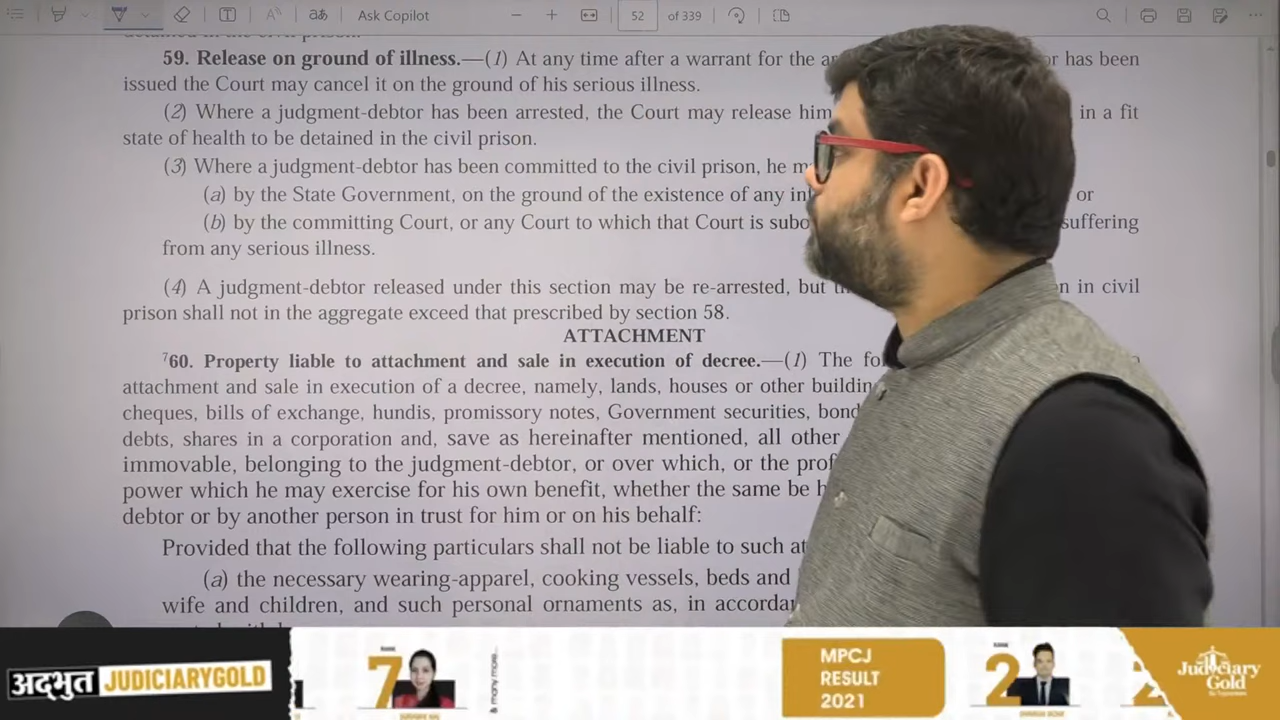 Ask Copilot
52 of 339
59. Release on ground of illness.—(1) At any time after a warrant for the or has been
issued the Court may cancel it on the ground of his serious illness.
(2) Where a judgment-debtor has been arrested, the Court may release him in a fit
state of health to be detained in the civil prison.
(3) Where a judgment-debtor has been committed to the civil prison, he
(a) by the State Government, on the ground of the existence of any or
(b) by the committing Court, or any Court to which that Court is suffering
from any serious illness.
(4) A judgment-debtor released under this section may be re-arrested, but in civil
prison shall not in the aggregate exceed that prescribed by section 58.
ATTACHMENT
760. Property liable to attachment and sale in execution of decree.—(1) The
attachment and sale in execution of a decree, namely, lands, houses or other
cheques, bills of exchange, hundis, promissory notes, Government securities,
debts, shares in a corporation and, save as hereinafter mentioned, all other
immovable, belonging to the judgment-debtor, or over which, or the
power which he may exercise for his own benefit, whether the same be
debtor or by another person in trust for him or on his behalf:
Provided that the following particulars shall not be liable to such
(a) the necessary wearing-apparel, cooking vessels, beds and
wife and children, and such personal ornaments as, in
अद्भुत JUDICIARYGOLD
RANK
7
& many more...
MPCJ
RESULT
2021
RANK
2
Judiciary
Gold